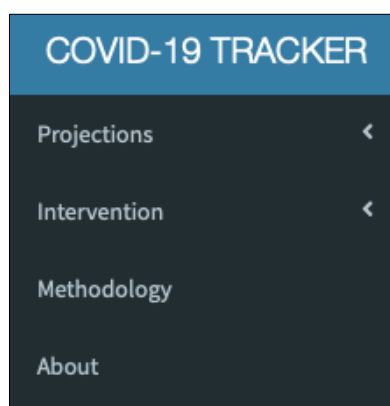 COVID-19 TRACKER
Projections
Intervention
Methodology
About